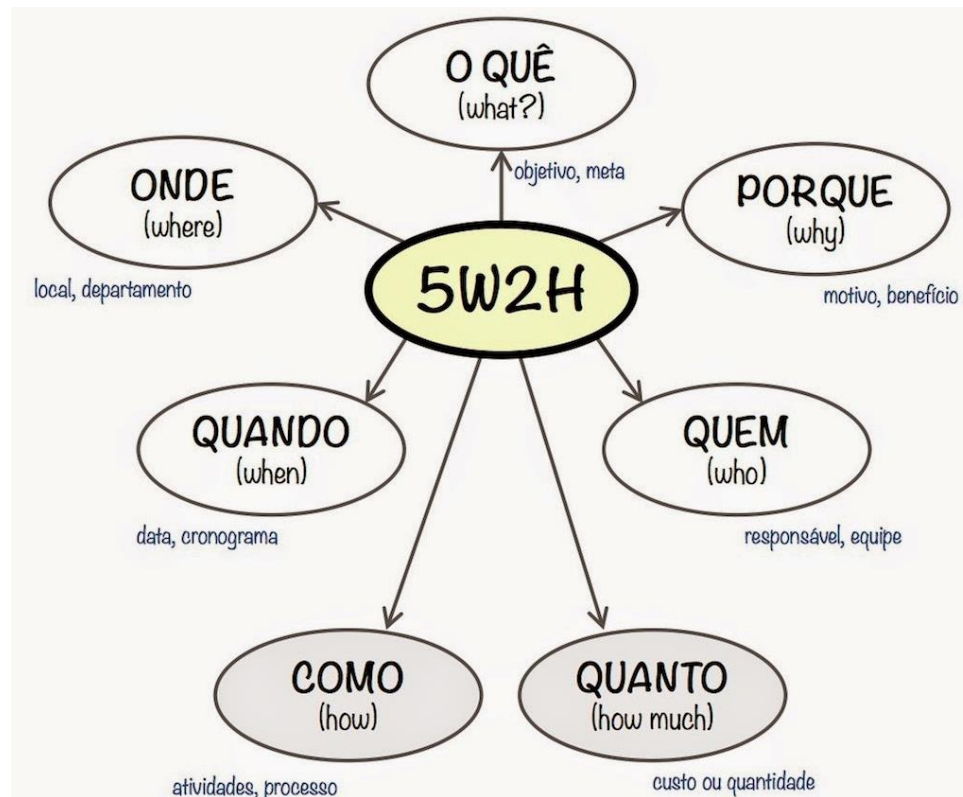 O QUÊ
(what?)
objetivo, meta
ONDE
(where)
local, departamento
PORQUE
(why)
motivo, benefício
5W2H
QUANDO
(when)
data, cronograma
QUEM
(who)
responsável, equipe
COMO
(how)
atividades, processo
QUANTO
(how much)
custo ou quantidade